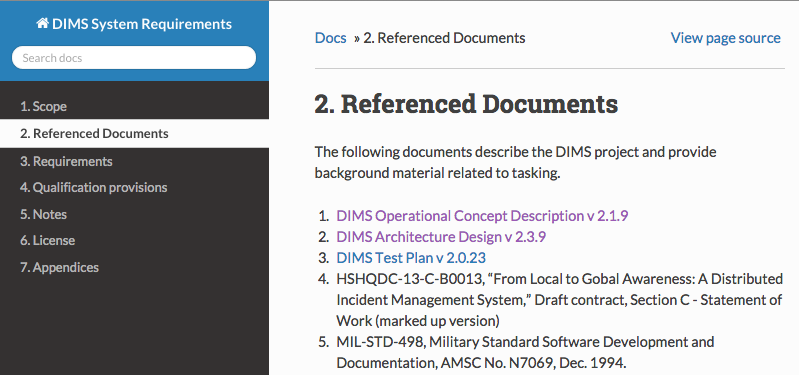 DIMS System Requirements
Search docs
1. Scope
2. Referenced Documents
3. Requirements
4. Qualification provisions
5. Notes
6. License
7. Appendices
Docs » 2. Referenced Documents
View page source
2. Referenced Documents
The following documents describe the DIMS project and provide
background material related to tasking.
1. DIMS Operational Concept Description v 2.1.9
2. DIMS Architecture Design v 2.3.9
3. DIMS Test Plan v 2.0.23
4. HSHQDC-13-C-B0013, “From Local to Gobal Awareness: A Distributed
Incident Management System,” Draft contract, Section C - Statement of
Work (marked up version)
5. MIL-STD-498, Military Standard Software Development and
Documentation, AMSC No. N7069, Dec. 1994.